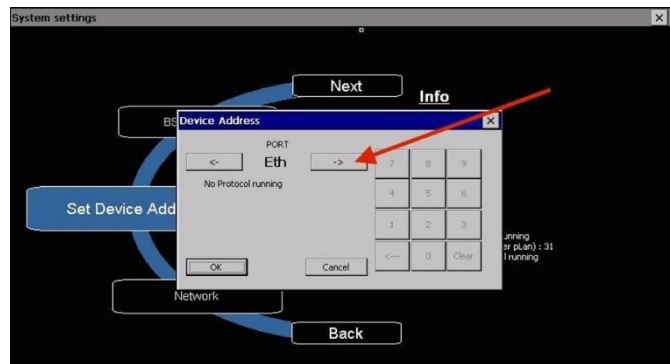 System settings
Next
Info
BS
Device Address
PORT
<- Eth ->
No Protocol running
7 8 9
4 5 6
1 2 3
<— 0 Clear
OK
Cancel
Set Device Add
unning
er pLan) : 31
l running
Network
Back